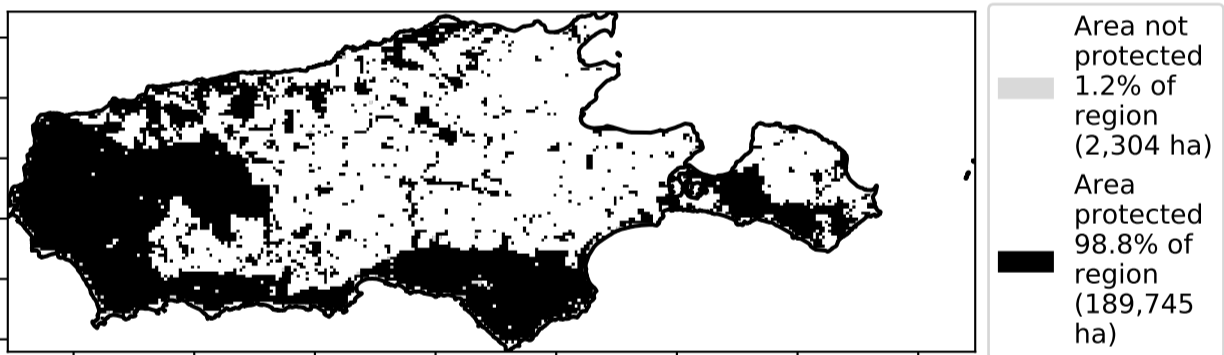 Area not
protected
1.2% of
region
(2,304 ha)
Area
protected
98.8% of
region
(189,745
ha)